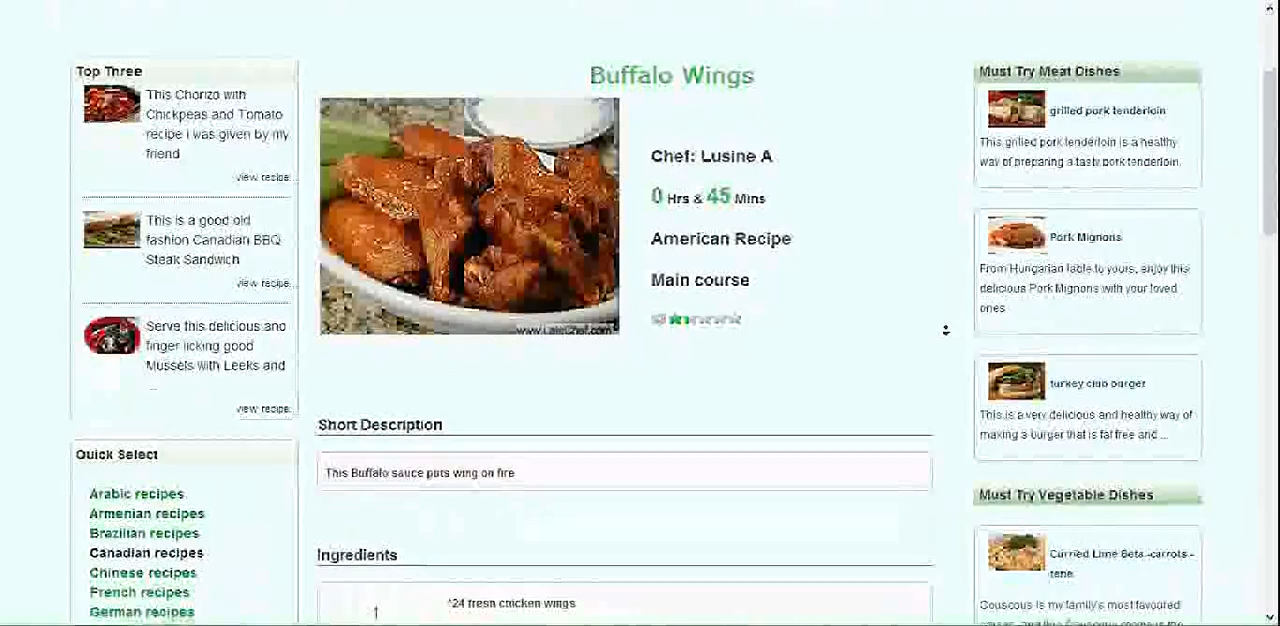 Top Three
This Chorizo with
Chickpeas and Tomato
recipe i was given by my
friend
view recipe
This is a good old
fashion Canadian BBQ
Steak Sandwich
view recipe
Serve this delicious and
finger licking good
Mussels with Leeks and
...
view recipe
Quick Select
Arabic recipes
Armenian recipes
Brazilian recipes
Canadian recipes
Chinese recipes
French recipes
German recipes
Buffalo Wings
Chef: Lusine A
0 Hrs & 45 Mins
American Recipe
Main course
Short Description
This Buffalo sauce puts wing on fire
Ingredients
1
*24 fresh chicken wings
Must Try Meat Dishes
grilled pork tenderloin
This grilled pork tenderloin is a healthy
way of preparing a tasty pork tenderloin.
Pork Mignons
From Hungarian table to yours, enjoy this
delicious Pork Mignons with your loved
ones
turkey club burger
This is a very delicious and healthy way of
making a burger that is fat free and ...
Must Try Vegetable Dishes
Curried Lime -carrots -
Couscous is my family's most favoured